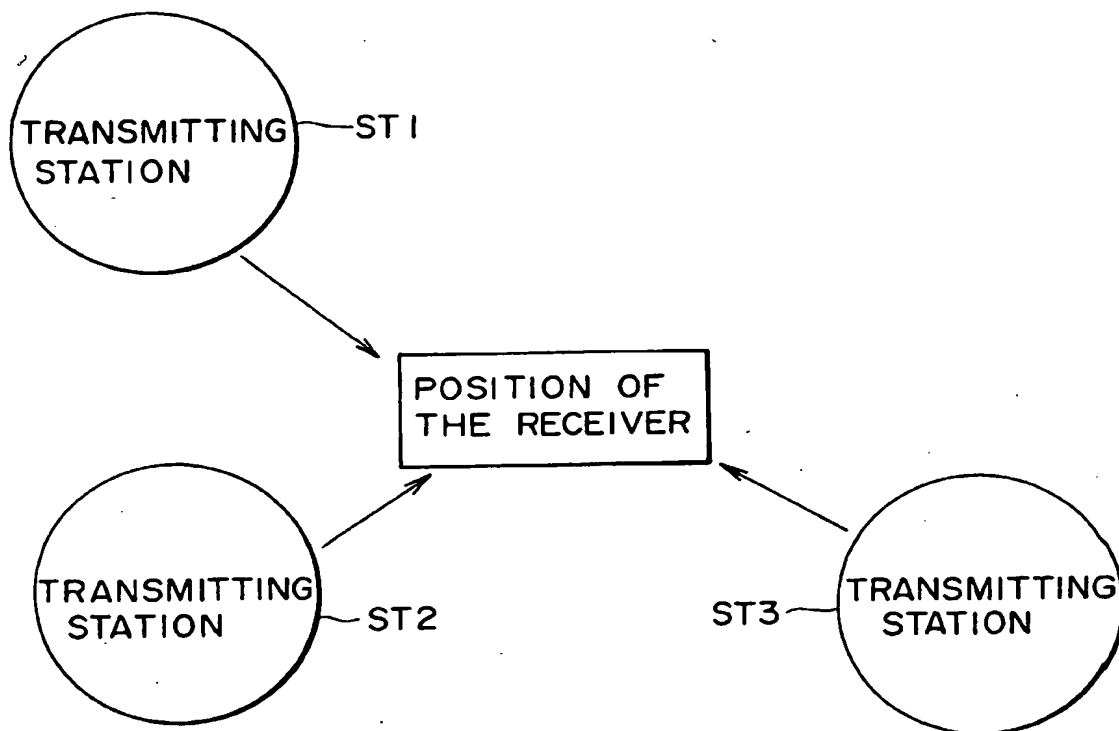 TRANSMITTING
STATION
ST1
POSITION OF
THE RECEIVER
TRANSMITTING
STATION
ST2
ST3
TRANSMITTING
STATION